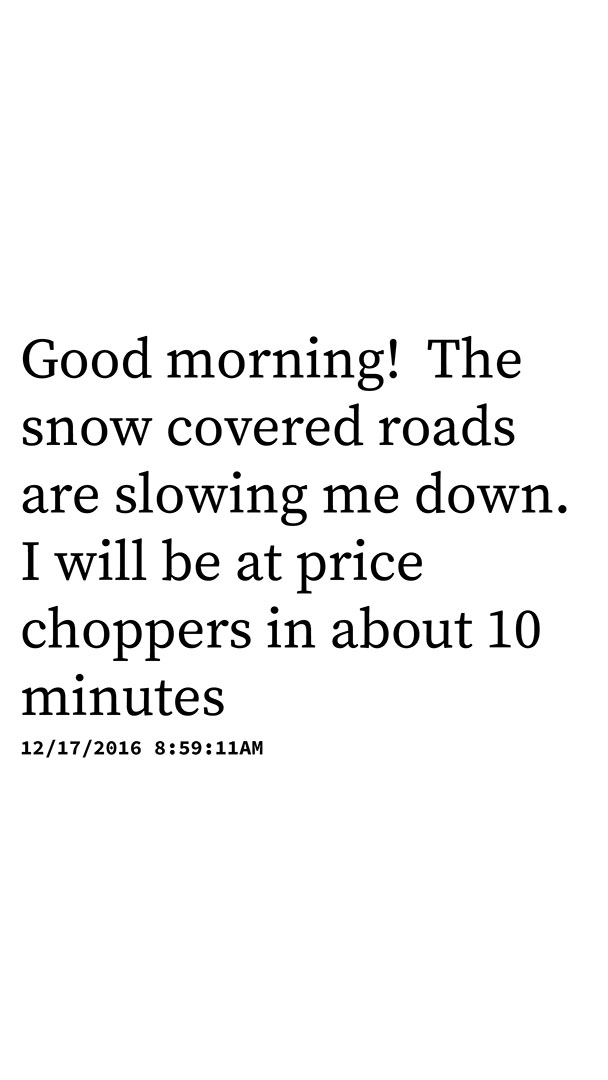 Good morning!  The
snow covered roads
are slowing me down.
I will be at price
choppers in about 10
minutes
12/17/2016 8:59:11AM